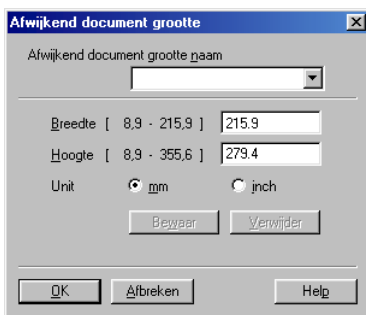 Afwijkend document grootte
Afwijkend document grootte naam
Breedte [ 8,9 - 215,9 ] 215.9
Hoogte [ 8,9 - 355,6 ] 279.4
Unit mm inch
Bewaar Verwijder
OK Afbreken Help